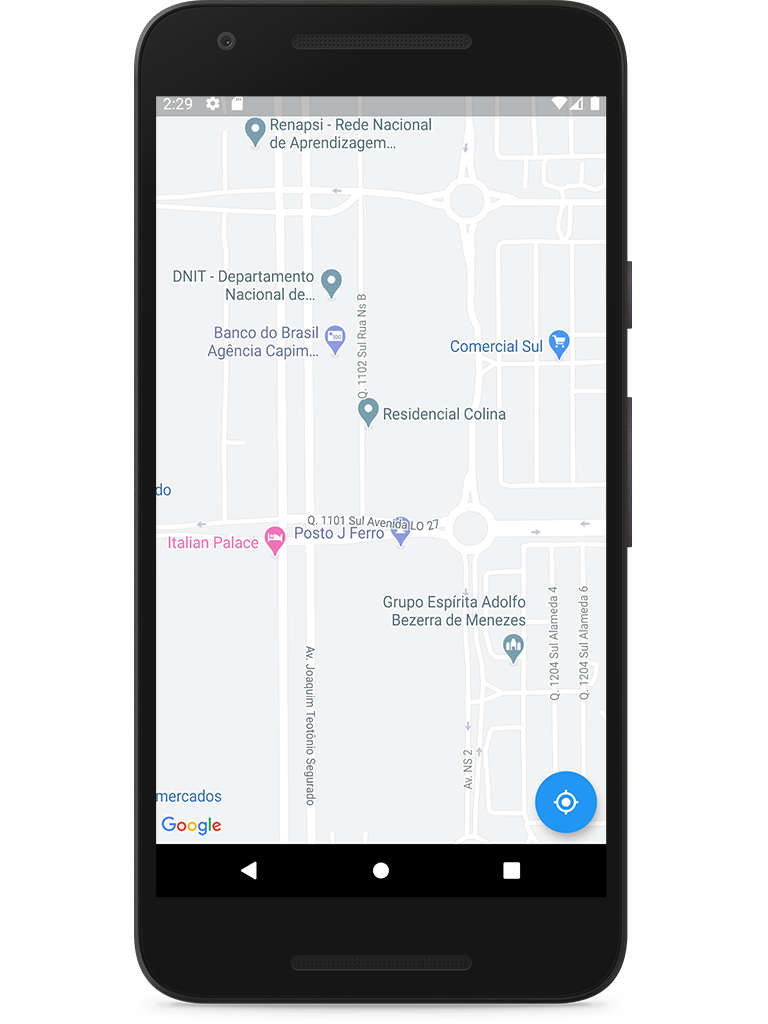 2:29
Renapsi - Rede Nacional
de Aprendizagem...
DNIT - Departamento
Nacional de...
Banco do Brasil
Agência Capim...
Q. 1102 Sul Rua Ns B
Comercial Sul
Residencial Colina
do
Q. 1101 Sul Avenida LO 27
Italian Palace
Posto J Ferro
Grupo Espírita Adolfo
Bezerra de Menezes
Q. 1204 Sul Alameda 4
Q. 1204 Sul Alameda 6
Av. Joaquim Teotônio Segurado
Av. NS 2
mercados
Google